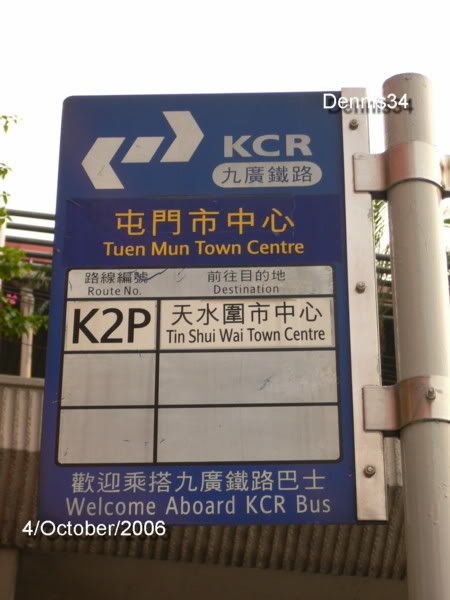 Dennis34
KCR
九廣鐵路
屯門市中心
Tuen Mun Town Centre
路線編號 前往目的地
Route No. Destination
K2P 天水圍市中心
Tin Shui Wai Town Centre
歡迎乘搭九廣鐵路巴士
Welcome Aboard KCR Bus
4/October/2006